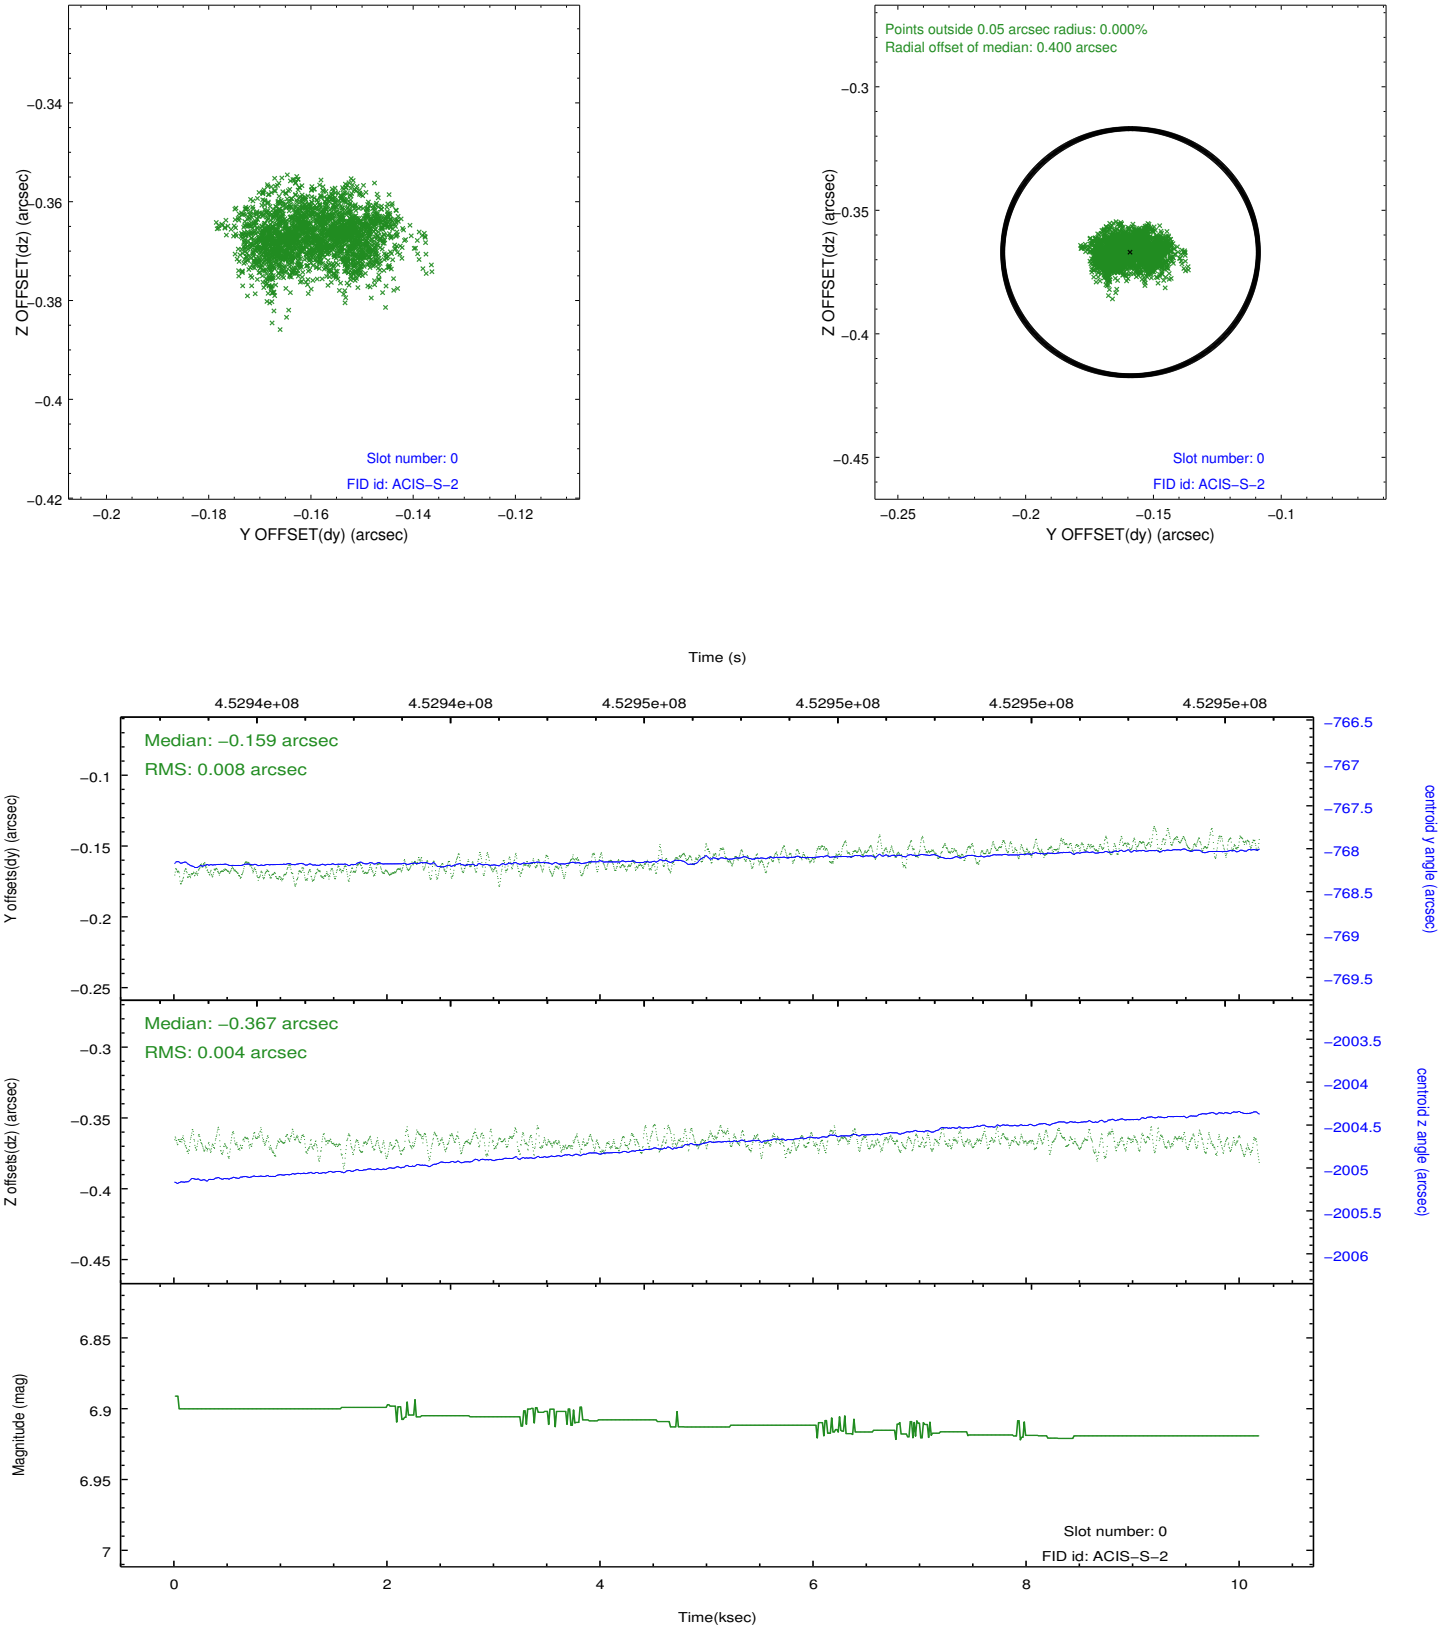 −0.34
−0.36
−0.38
−0.4
−0.42
Z OFFSET(dz) (arcsec)
Slot number: 0
FID id: ACIS−S−2
−0.2
−0.18
−0.16
−0.14
−0.12
Y OFFSET(dy) (arcsec)
Points outside 0.05 arcsec radius: 0.000%
Radial offset of median: 0.400 arcsec
−0.3
−0.35
−0.4
−0.45
Z OFFSET(dz) (arcsec)
Slot number: 0
FID id: ACIS−S−2
−0.25
−0.2
−0.15
−0.1
Y OFFSET(dy) (arcsec)
Time (s)
4.5294e+08
4.5294e+08
4.5295e+08
4.5295e+08
4.5295e+08
4.5295e+08
Median: −0.159 arcsec
RMS: 0.008 arcsec
−0.1
−0.15
−0.2
−0.25
Y offsets(dy) (arcsec)
−766.5
−767
−767.5
−768
−768.5
−769
−769.5
centroid y angle (arcsec)
Median: −0.367 arcsec
RMS: 0.004 arcsec
−0.3
−0.35
−0.4
−0.45
Z offsets(dz) (arcsec)
−2003.5
−2004
−2004.5
−2005
−2005.5
−2006
centroid z angle (arcsec)
6.85
6.9
6.95
7
Magnitude (mag)
Slot number: 0
FID id: ACIS−S−2
0
2
4
6
8
10
Time(ksec)